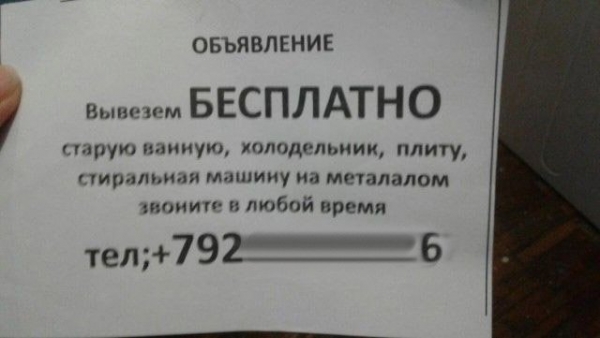 ОБЪЯВЛЕНИЕ
Вывезем БЕСПЛАТНО
старую ванную, холодельник, плиту,
стиральная машину на металалом
звоните в любой время
тел;+792 6